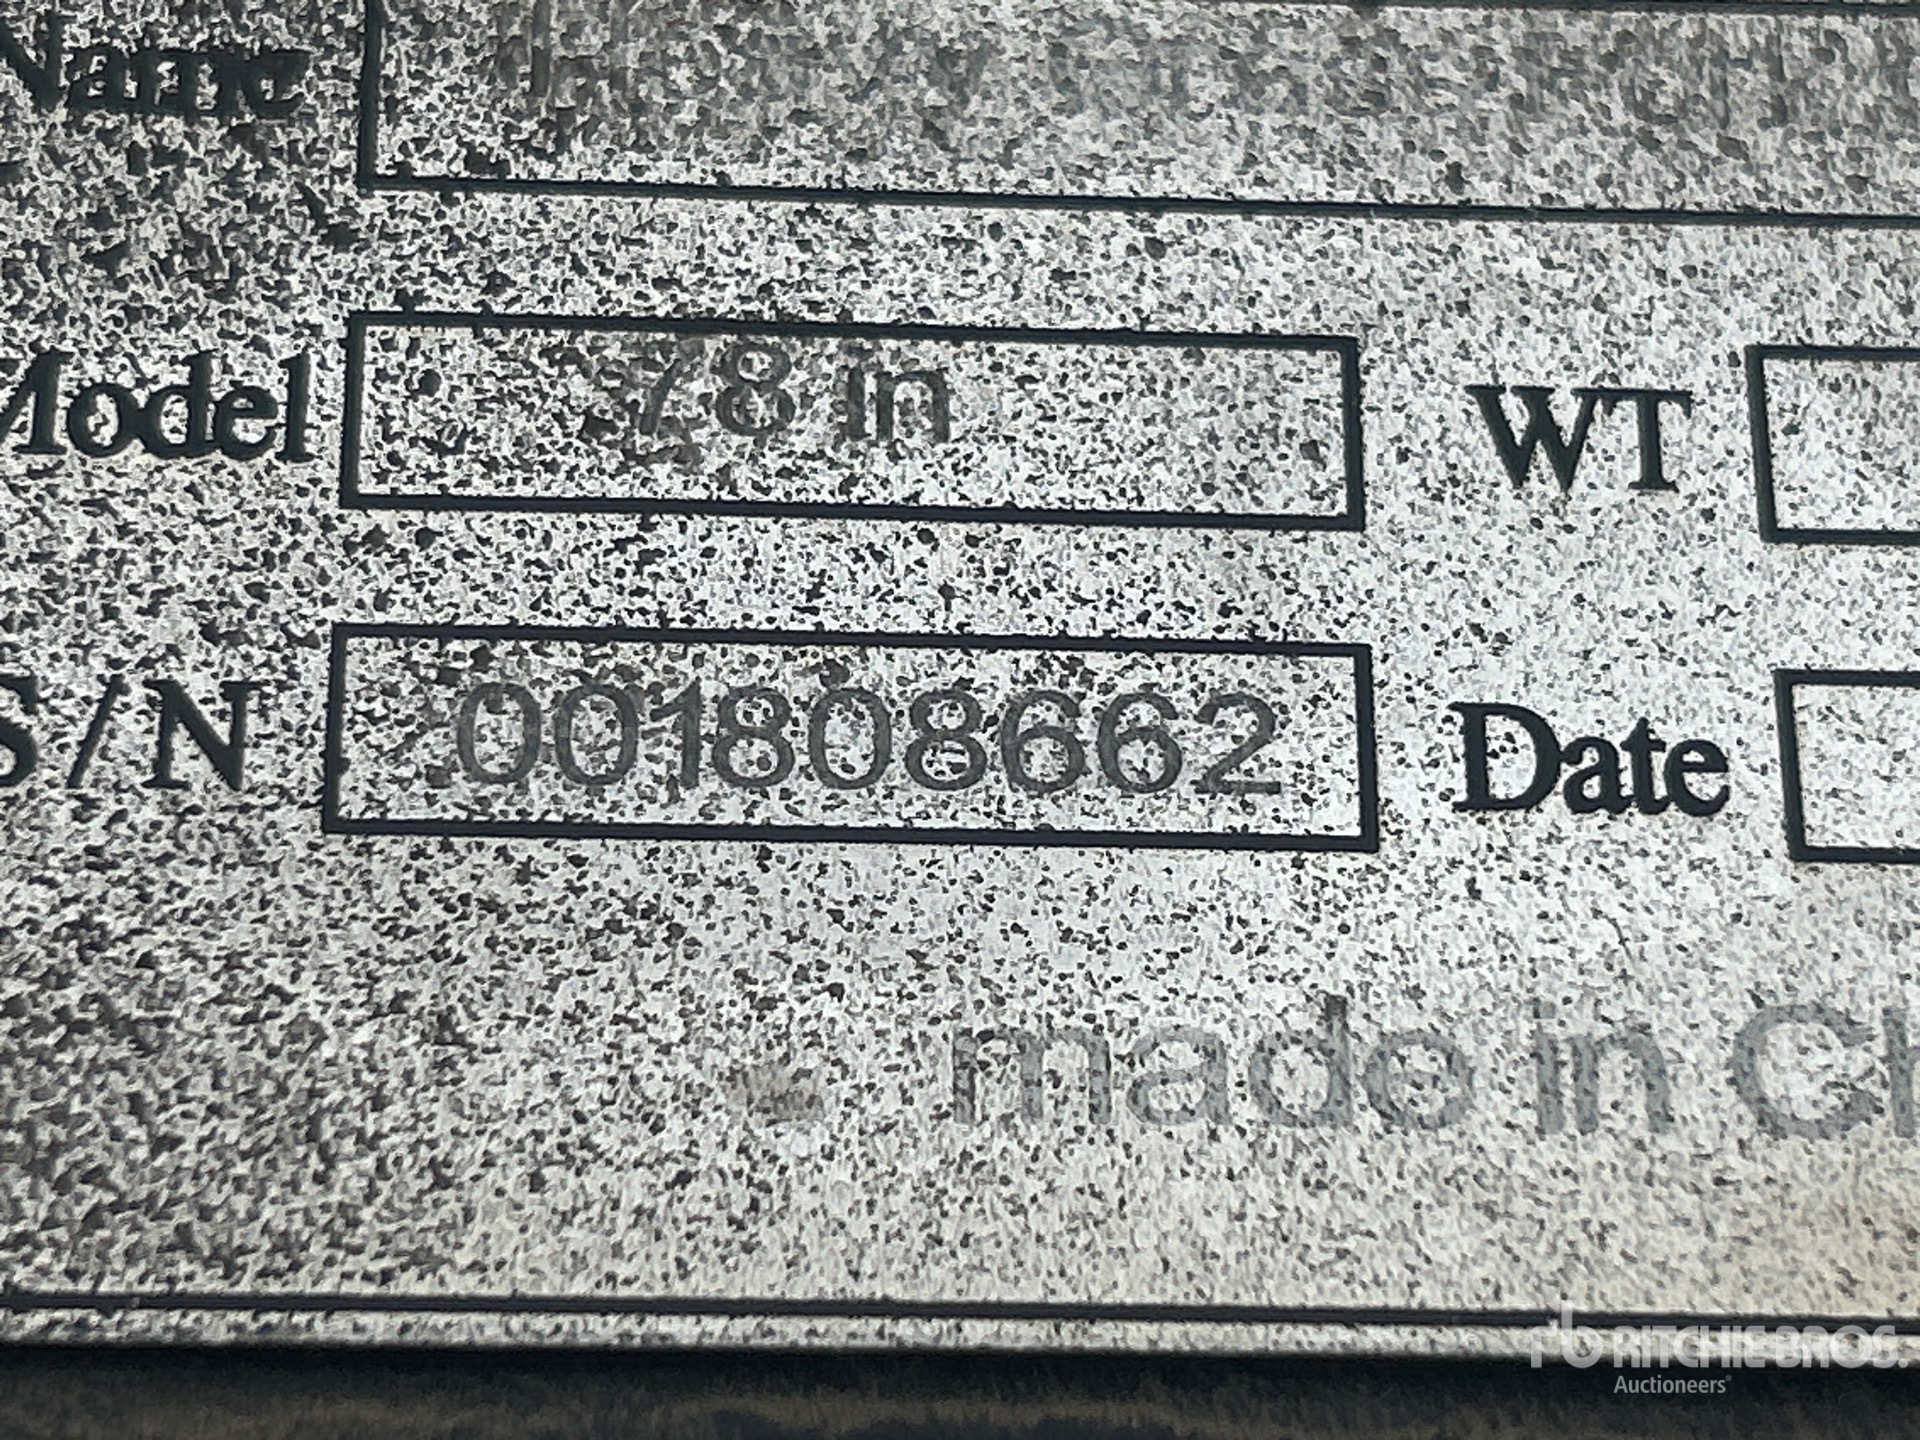 Name
Model 78 in WT
S/N 001808662 Date
made in Ch
RITCHIE BROS.
Auctioneers